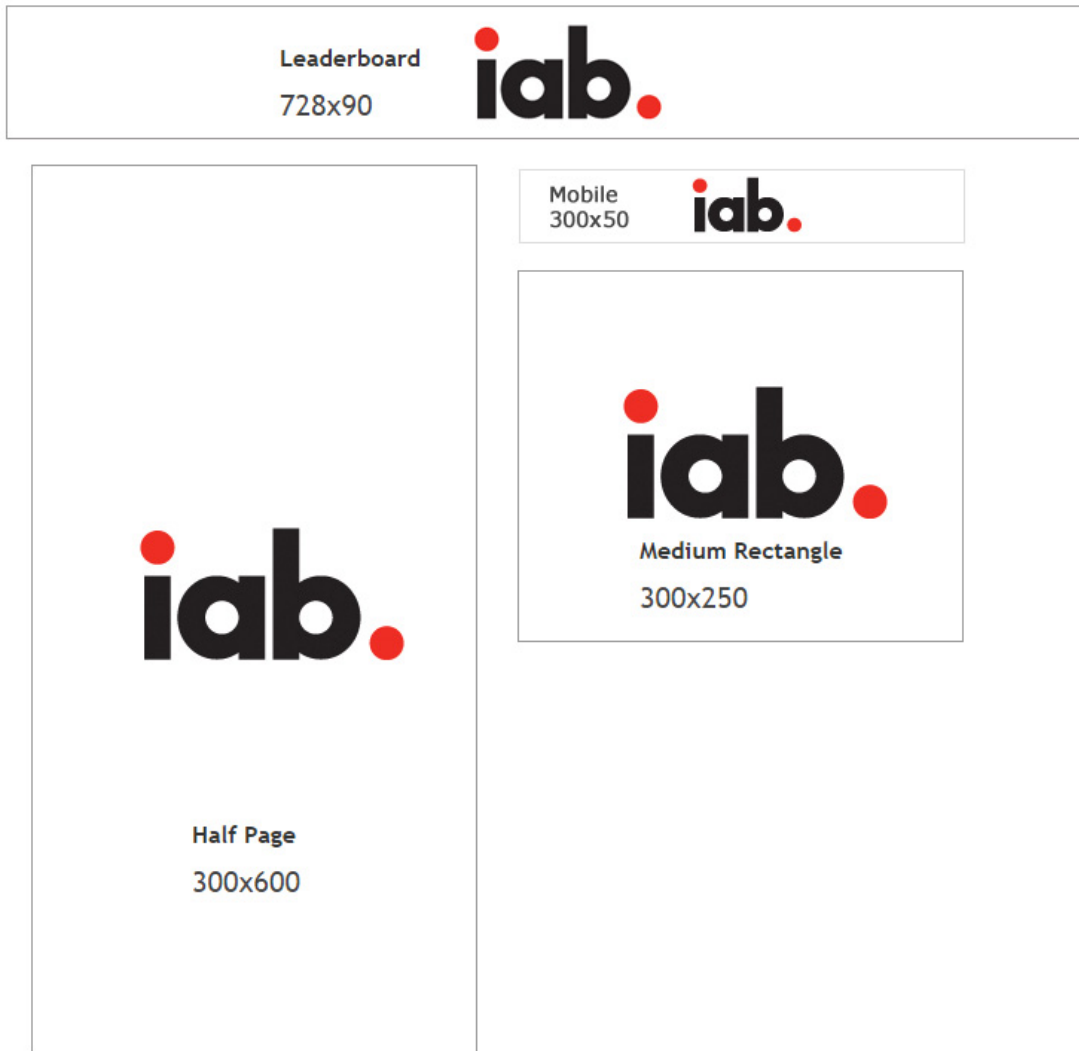 Leaderboard
728x90
iab.
Mobile
300x50
iab.
iab.
Medium Rectangle
300x250
iab.
Half Page
300x600